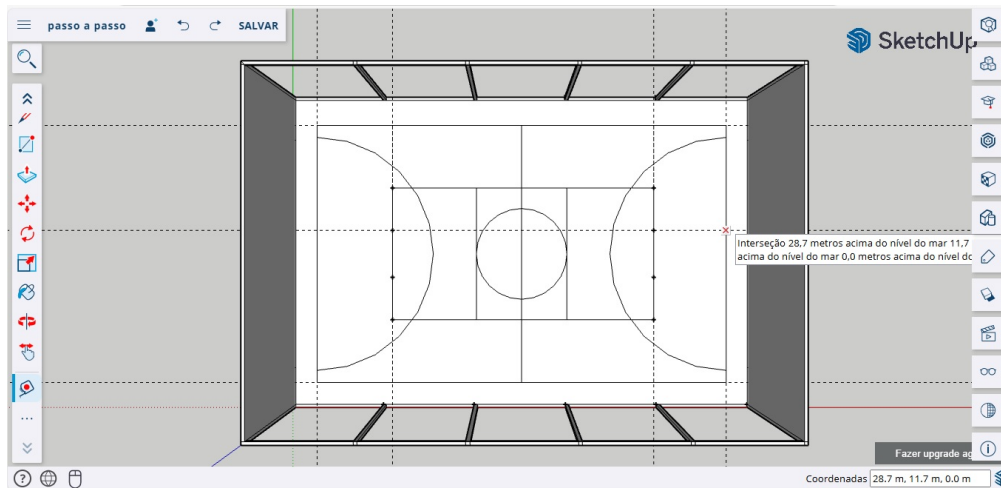 passo a passo
SALVAR
SketchUp
Interseção 28,7 metros acima do nível do mar 11,7
acima do nível do mar 0,0 metros acima do nível do
Fazer upgrade ag
Coordenadas 28.7 m, 11.7 m, 0.0 m